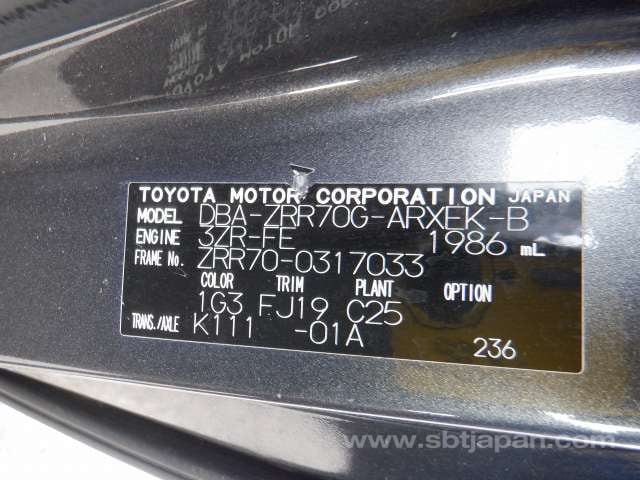 TOYOTA MOTOR CORPORATION JAPAN
MODEL DBA-ZRR70G-ARXEK-B
ENGINE 3ZR-FE 1986 mL
FRAME No. ZRR70-0317033
COLOR TRIM PLANT OPTION
1G3 FJ19 C25
TRANS./AXLE K111 -01A
236
www.sbtjapan.com